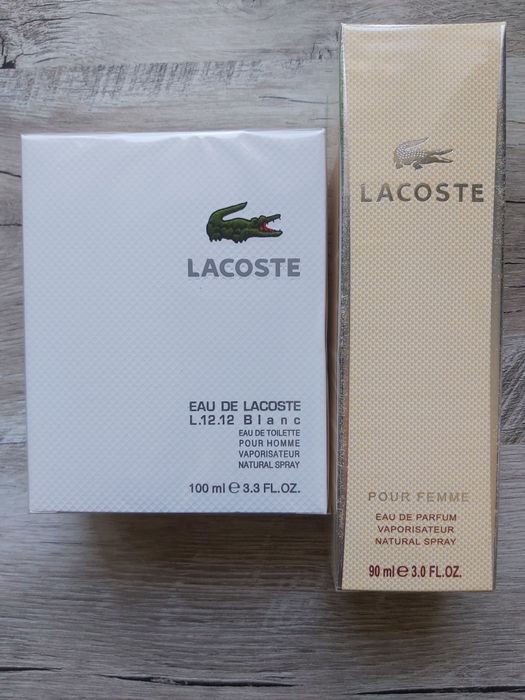 LACOSTE
EAU DE LACOSTE
L.12.12 Blanc
EAU DE TOILETTE
POUR HOMME
VAPORISATEUR
NATURAL SPRAY
100 ml e 3.3 FL.OZ.
LACOSTE
POUR FEMME
EAU DE PARFUM
VAPORISATEUR
NATURAL SPRAY
90 ml e 3.0 FL.OZ.